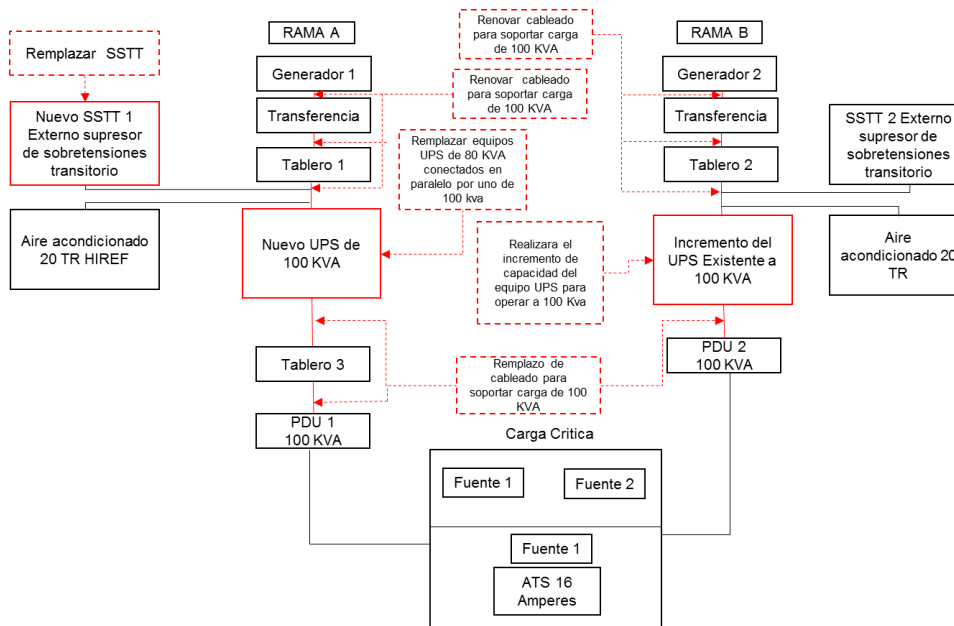 RAMA A
Renovar cableado
para soportar carga
de 100 KVA
RAMA B
Remplazar SSTT
Generador 1
Renovar cableado
para soportar carga
de 100 KVA
Generador 2
Nuevo SSTT 1
Externo supresor
de sobretensiones
transitorio
Transferencia
Transferencia
SSTT 2 Externo
supresor de
sobretensiones
transitorio
Remplazar equipos
UPS de 80 KVA
conectados en
paralelo por uno de
100 kva
Tablero 1
Tablero 2
Aire acondicionado
20 TR HIREF
Nuevo UPS de
100 KVA
Realizara el
incremento de
capacidad del
equipo UPS para
operar a 100 Kva
Incremento del
UPS Existente a
100 KVA
Aire
acondicionado 20
TR
Tablero 3
Remplazo de
cableado para
soportar carga de 100
KVA
PDU 2
100 KVA
PDU 1
100 KVA
Carga Critica
Fuente 1
Fuente 2
Fuente 1
ATS 16
Amperes